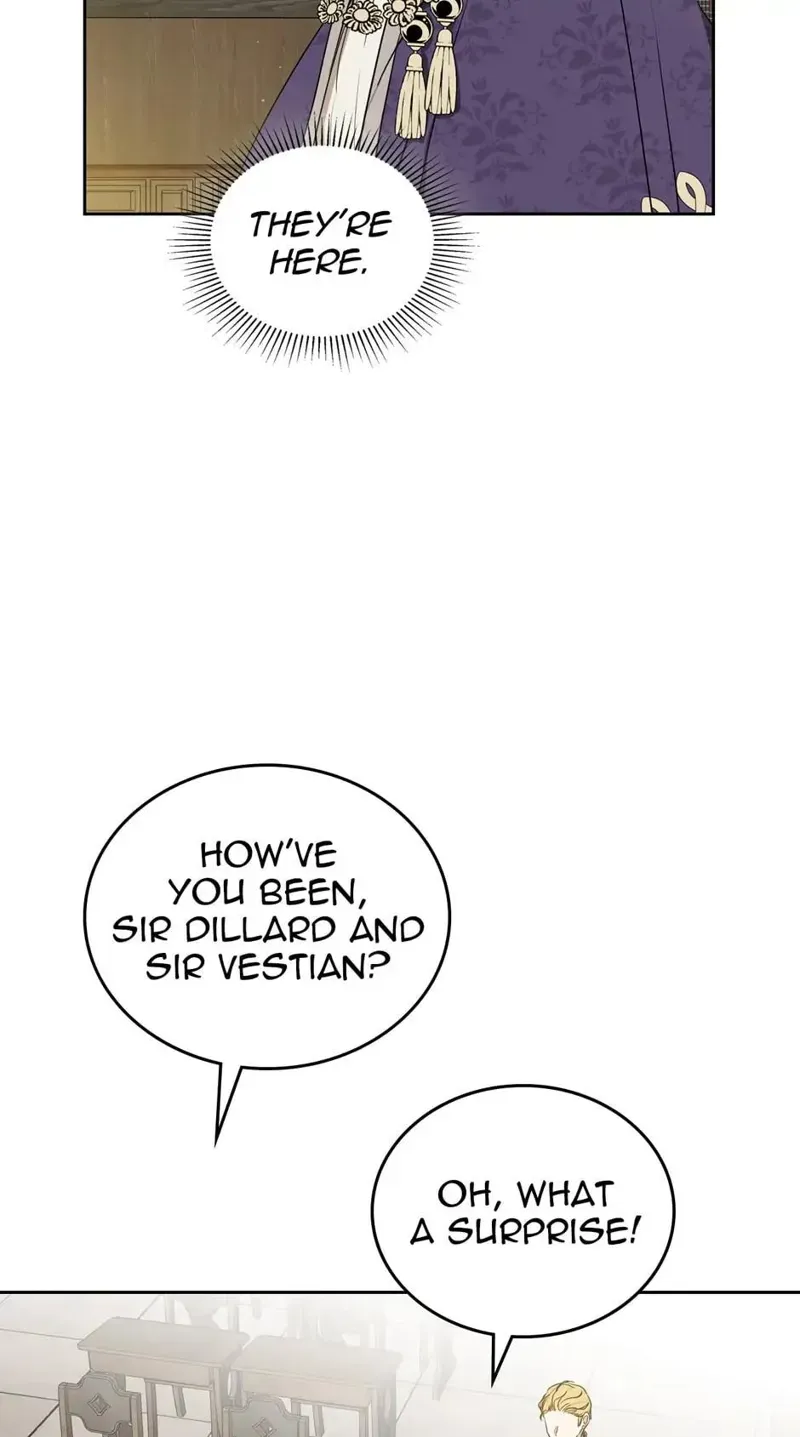 THEY'RE
HERE.
HOW'VE
YOU BEEN,
SIR DILLARD AND
SIR VESTIAN?
OH, WHAT
A SURPRISE!